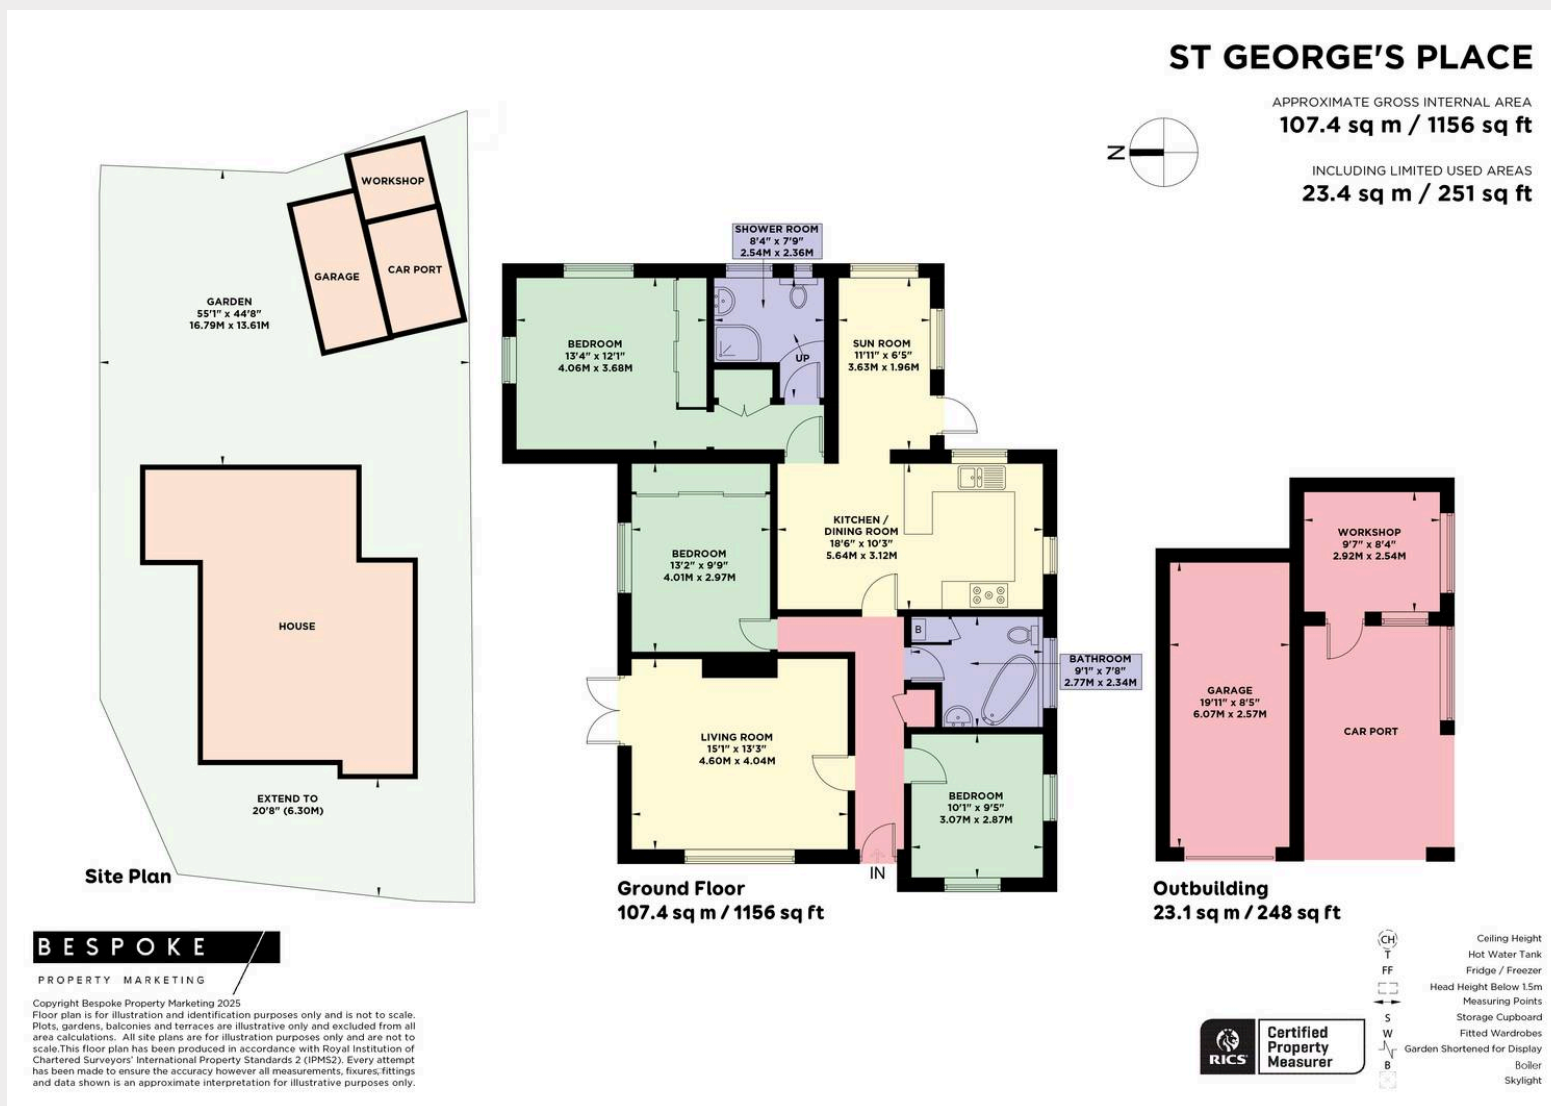 ST GEORGE'S PLACE
APPROXIMATE GROSS INTERNAL AREA
107.4 sq m / 1156 sq ft
INCLUDING LIMITED USED AREAS
23.4 sq m / 251 sq ft
N
WORKSHOP
GARAGE
CAR PORT
GARDEN
55'1" x 44'8"
16.79M x 13.61M
HOUSE
EXTEND TO
20'8" (6.30M)
Site Plan
SHOWER ROOM
8'4" x 7'9"
2.54M x 2.36M
BEDROOM
13'4" x 12'1"
4.06M x 3.68M
UP
SUN ROOM
11'11" x 6'5"
3.63M x 1.96M
KITCHEN /
DINING ROOM
18'6" x 10'3"
5.64M x 3.12M
BEDROOM
13'2" x 9'9"
4.01M x 2.97M
B
BATHROOM
9'1" x 7'8"
2.77M x 2.34M
LIVING ROOM
15'1" x 13'3"
4.60M x 4.04M
BEDROOM
10'1" x 9'5"
3.07M x 2.87M
IN
Ground Floor
107.4 sq m / 1156 sq ft
WORKSHOP
9'7" x 8'4"
2.92M x 2.54M
GARAGE
19'11" x 8'5"
6.07M x 2.57M
CAR PORT
Outbuilding
23.1 sq m / 248 sq ft
BESPOKE
PROPERTY MARKETING
Copyright Bespoke Property Marketing 2025
Floor plan is for illustration and identification purposes only and is not to scale.
Plots, gardens, balconies and terraces are illustrative only and excluded from all
area calculations. All site plans are for illustration purposes only and are not to
scale.This floor plan has been produced in accordance with Royal Institution of
Chartered Surveyors' International Property Standards 2 (IPMS2). Every attempt
has been made to ensure the accuracy however all measurements, fixures, fittings
and data shown is an approximate interpretation for illustrative purposes only.
RICS
Certified
Property
Measurer
CH Ceiling Height
T Hot Water Tank
FF Fridge / Freezer
Head Height Below 1.5m
Measuring Points
S Storage Cupboard
W Fitted Wardrobes
Garden Shortened for Display
B Boiler
Skylight